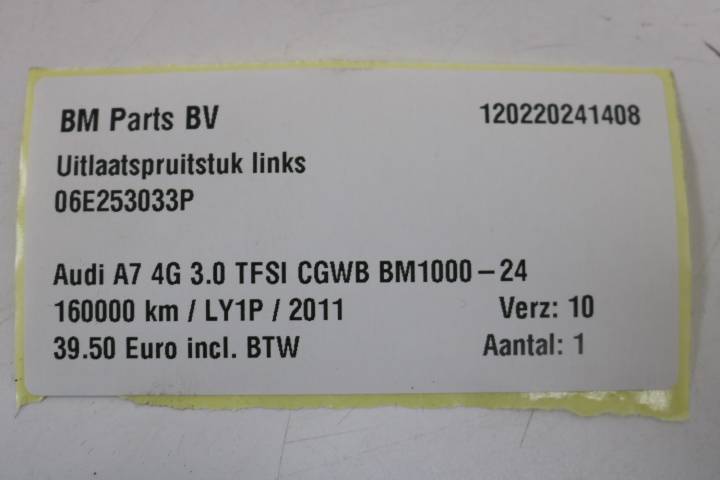 BM Parts BV 120220241408
Uitlaatspruitstuk links
06E253033P
Audi A7 4G 3.0 TFSI CGWB BM1000-24
160000 km / LY1P / 2011 Verz: 10
39.50 Euro incl. BTW Aantal: 1